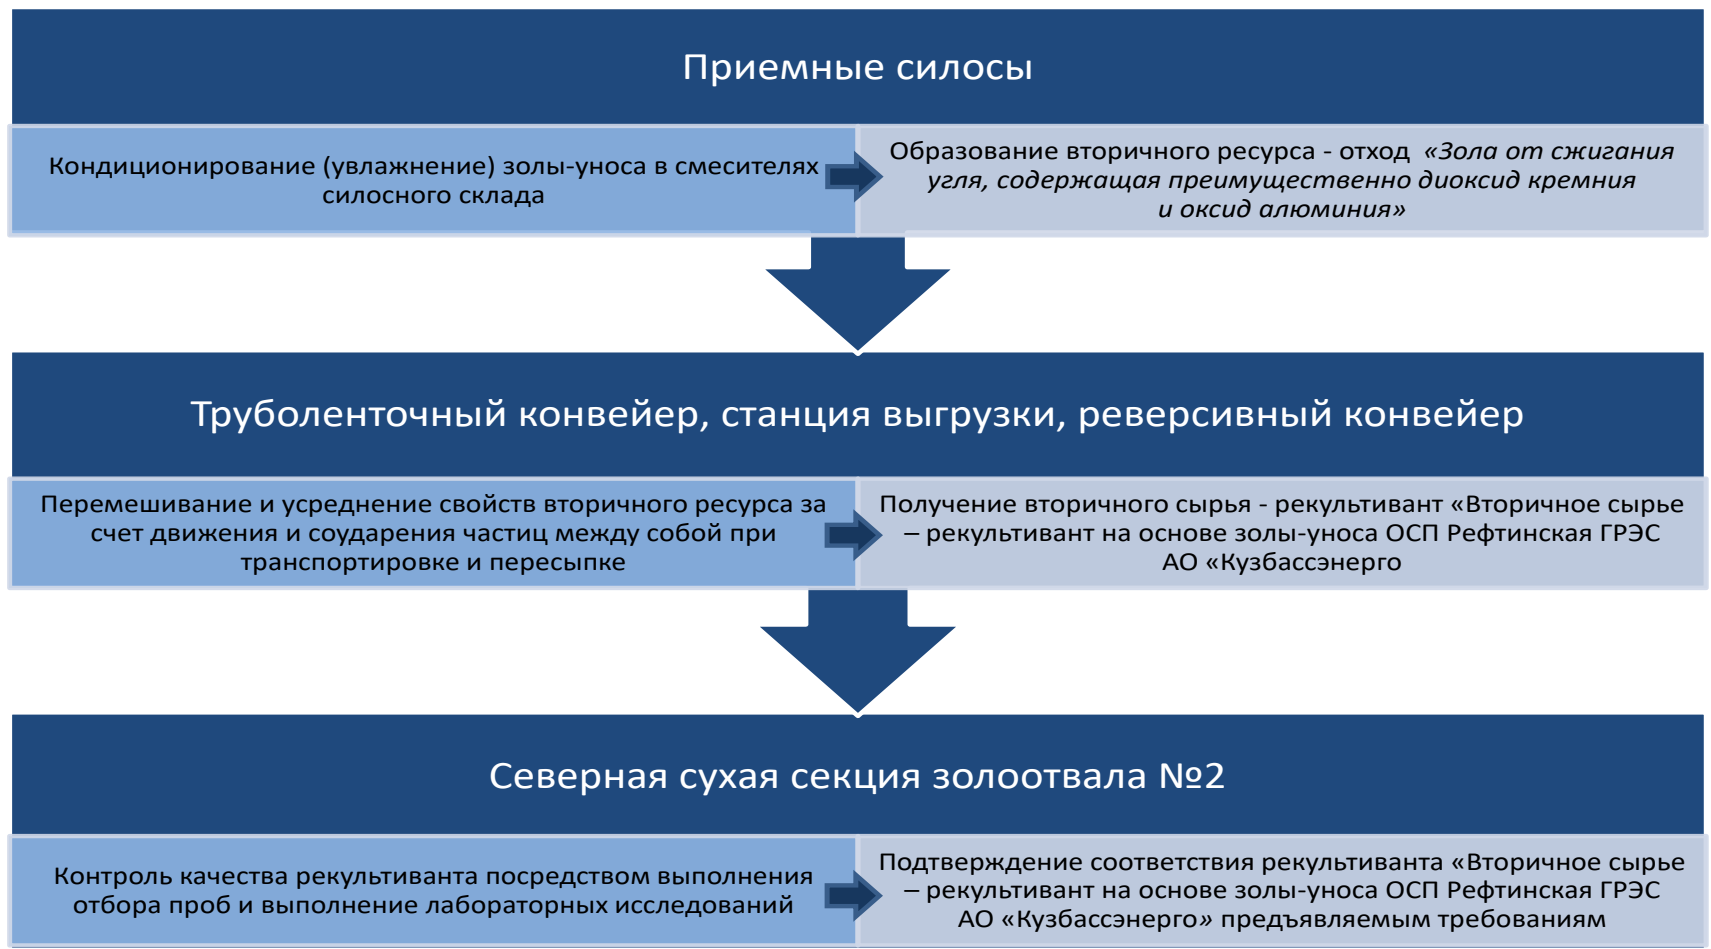 Приемные силосы
Кондиционирование (увлажнение) золы-уноса в смесителях
силосного склада
Образование вторичного ресурса - отход «Зола от сжигания
угля, содержащая преимущественно диоксид кремния
и оксид алюминия»
Труболенточный конвейер, станция выгрузки, реверсивный конвейер
Перемешивание и усреднение свойств вторичного ресурса за
счет движения и соударения частиц между собой при
транспортировке и пересыпке
Получение вторичного сырья - рекультивант «Вторичное сырье
– рекультивант на основе золы-уноса ОСП Рефтинская ГРЭС
АО «Кузбассэнерго
Северная сухая секция золоотвала №2
Контроль качества рекультиванта посредством выполнения
отбора проб и выполнение лабораторных исследований
Подтверждение соответствия рекультиванта «Вторичное сырье
– рекультивант на основе золы-уноса ОСП Рефтинская ГРЭС
АО «Кузбассэнерго» предъявляемым требованиям